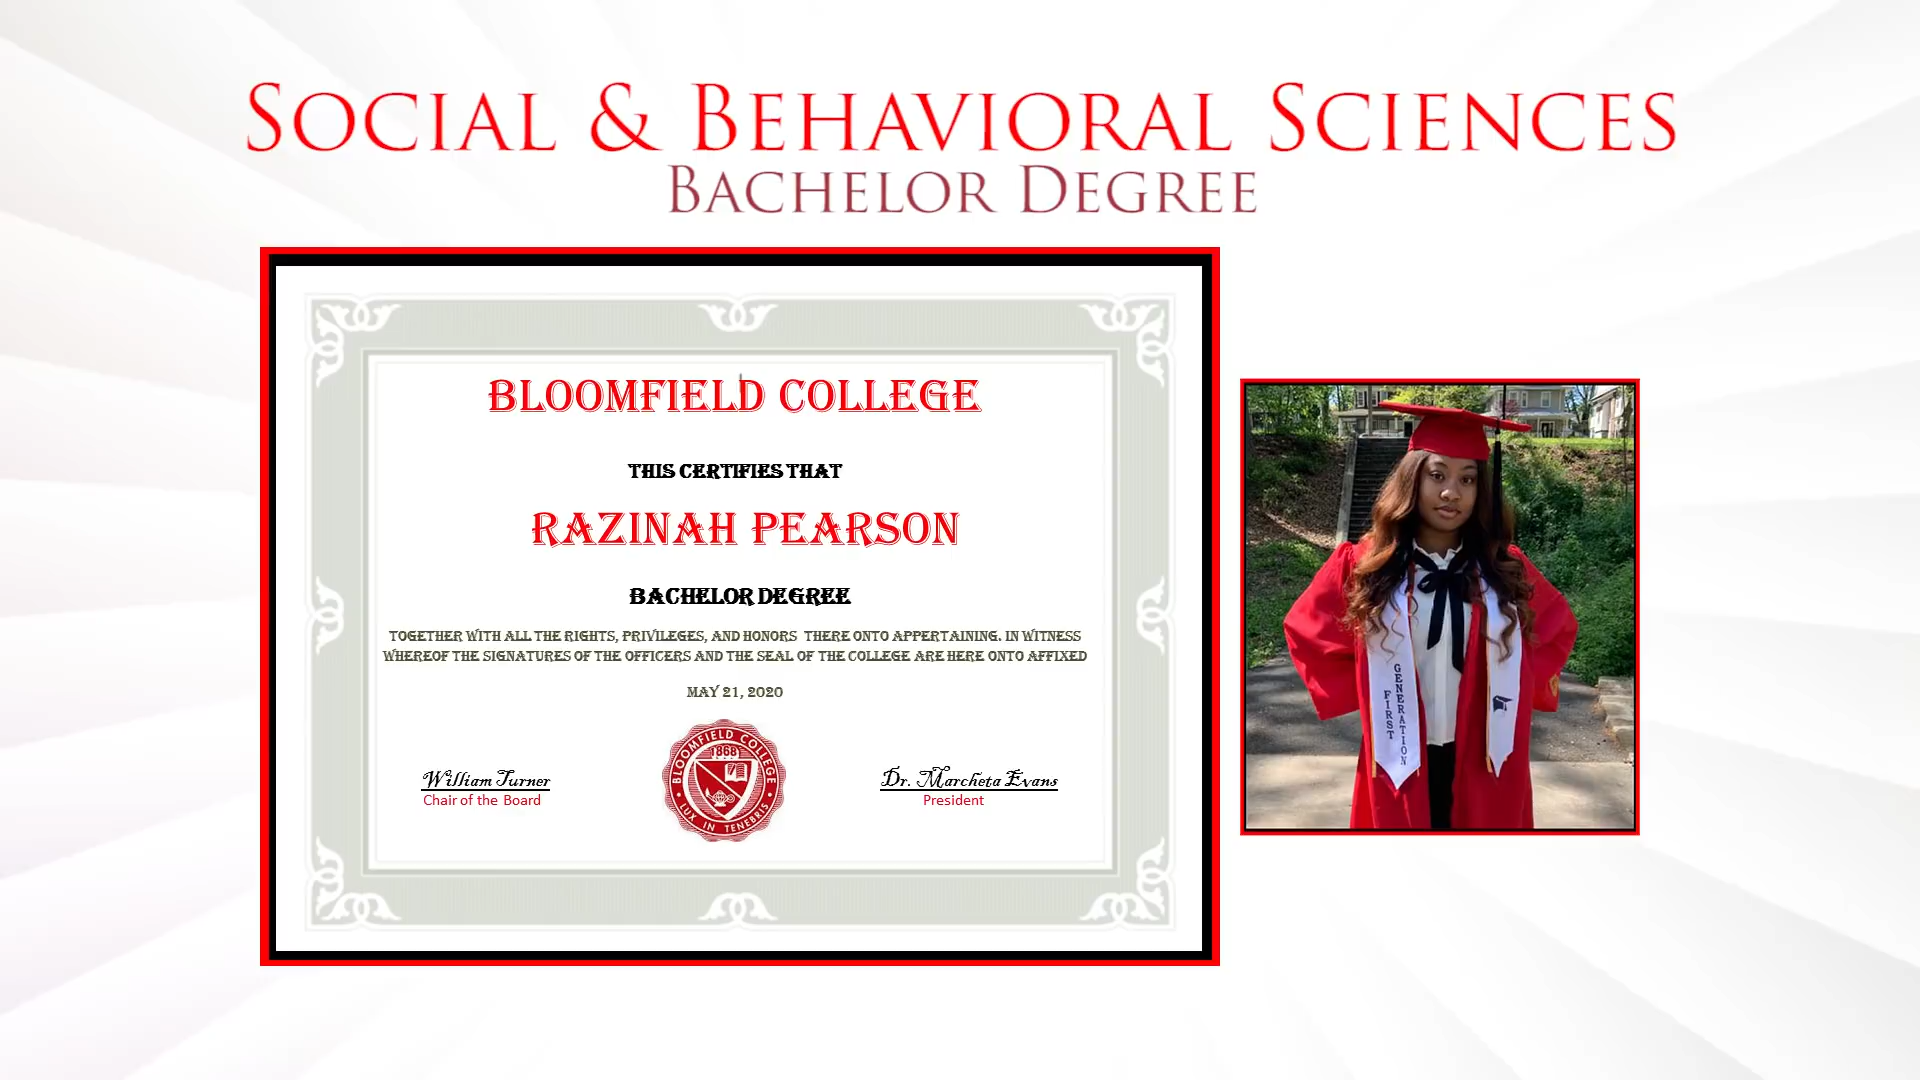 SOCIAL & BEHAVIORAL SCIENCES
BACHELOR DEGREE
BLOOMFIELD COLLEGE
THIS CERTIFIES THAT
RAZINAH PEARSON
BACHELOR DEGREE
TOGETHER WITH ALL THE RIGHTS, PRIVILEGES, AND HONORS THERE ONTO APPERTAINING. IN WITNESS
WHEREOF THE SIGNATURES OF THE OFFICERS AND THE SEAL OF THE COLLEGE ARE HERE ONTO AFFIXED
MAY 21, 2020
William Turner
Chair of the Board
BLOOMFIELD COLLEGE
1868
LUX IN TENEBRIS
Dr. Marcheta Evans
President
FIRST
GENERATION